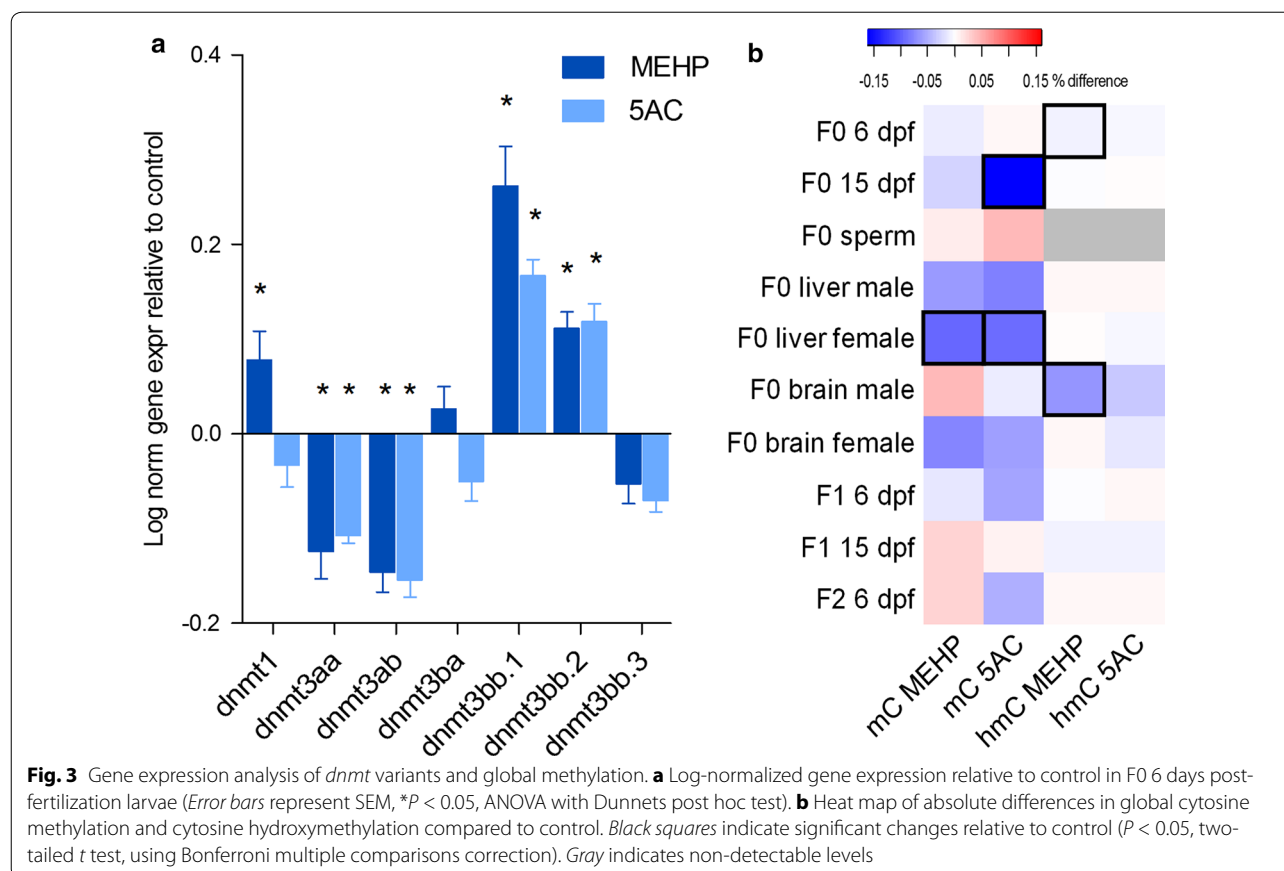 a
0.4
0.2
0.0
-0.2
Log norm gene expr relative to control
MEHP
5AC
*
*
*
*
*
*
*
*
*
dnmt1
dnmt3aa
dnmt3ab
dnmt3ba
dnmt3bb.1
dnmt3bb.2
dnmt3bb.3
b
-0.15 -0.05 0.05 0.15 % difference
F0 6 dpf
F0 15 dpf
F0 sperm
F0 liver male
F0 liver female
F0 brain male
F0 brain female
F1 6 dpf
F1 15 dpf
F2 6 dpf
mC MEHP
mC 5AC
hmC MEHP
hmC 5AC
Fig. 3 Gene expression analysis of dnmt variants and global methylation. a Log-normalized gene expression relative to control in F0 6 days post-
fertilization larvae (Error bars represent SEM, *P < 0.05, ANOVA with Dunnets post hoc test). b Heat map of absolute differences in global cytosine
methylation and cytosine hydroxymethylation compared to control. Black squares indicate significant changes relative to control (P < 0.05, two-
tailed t test, using Bonferroni multiple comparisons correction). Gray indicates non-detectable levels